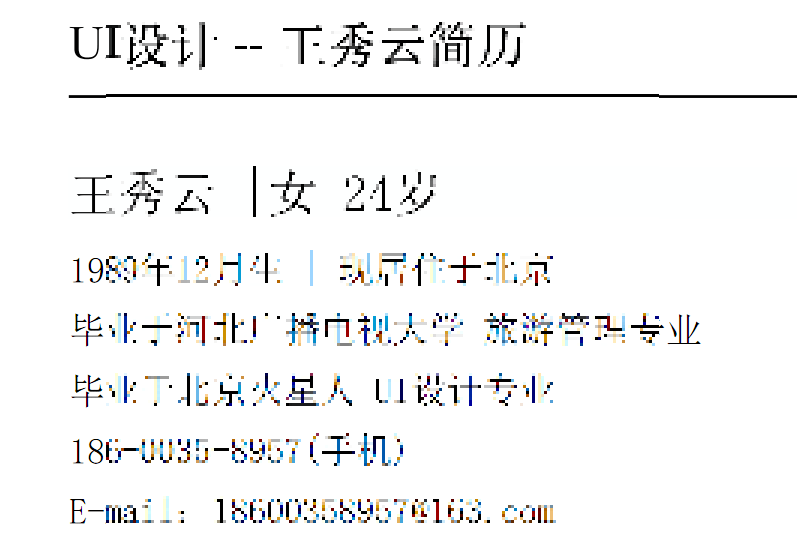 UI设计 -- 王秀云简历
王秀云 |女 24岁
1989年12月生 | 现居住于北京
毕业于河北广播电视大学 旅游管理专业
毕业于北京火星人 UI设计专业
186-0035-8957(手机)
E-mail: 18600358957@163.com